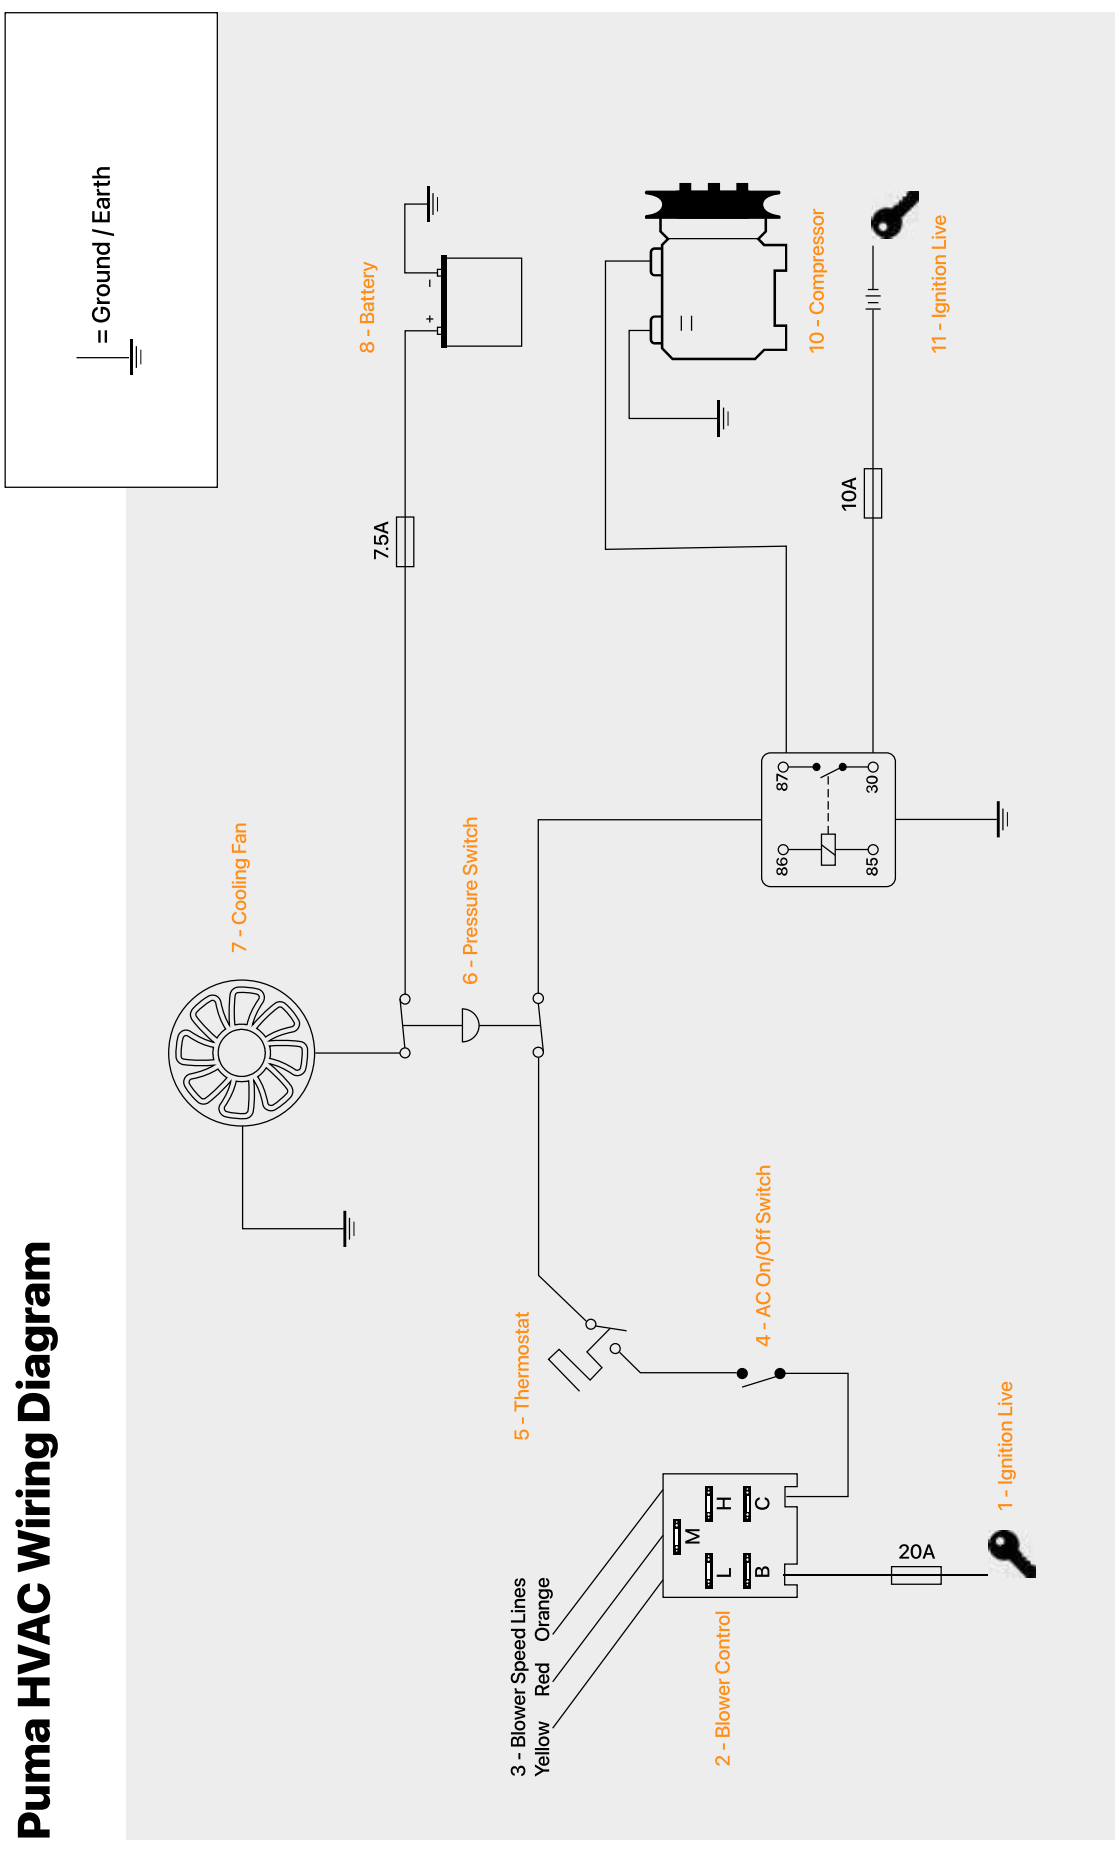 Puma HVAC Wiring Diagram
= Ground / Earth
7 - Cooling Fan
7.5A
8 - Battery
+
-
6 - Pressure Switch
3 - Blower Speed Lines
Yellow Red Orange
5 - Thermostat
2 - Blower Control
M
L
H
B
C
4 - AC On/Off Switch
86
87
85
30
10 - Compressor
10A
20A
11 - Ignition Live
1 - Ignition Live